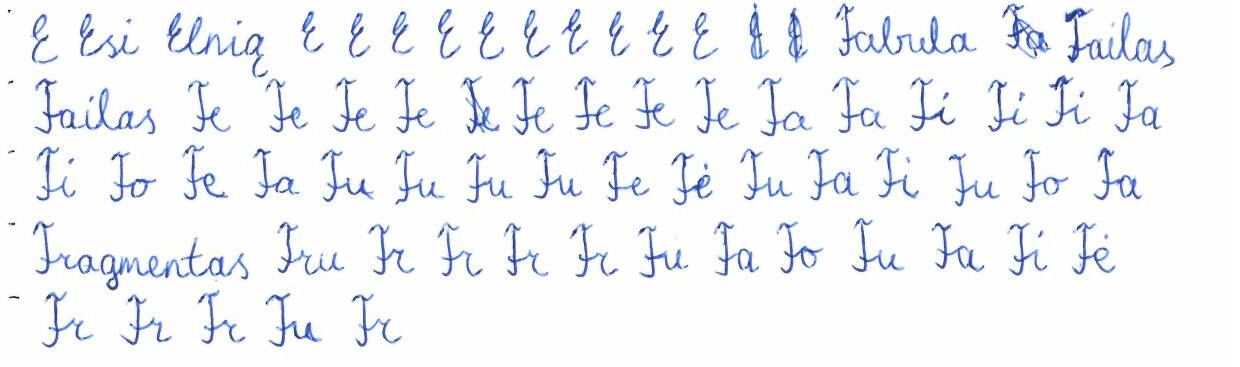 E Esi Elnią E E E E E E E E E E Fabula Failas
Failas Fe Fe Fe Fe Fe Fe Fe Fe Fa Fa Fi Fi Fi Fa
Fi Fo Fe Fa Fu Fu Fu Fu Fe Fė Fu Fa Fi Fu Fo Fa
Fragmentas Fru Fr Fr Fr Fr Fu Fa Fo Fu Fa Fi Fė
Fr Fr Fr Fu Fr